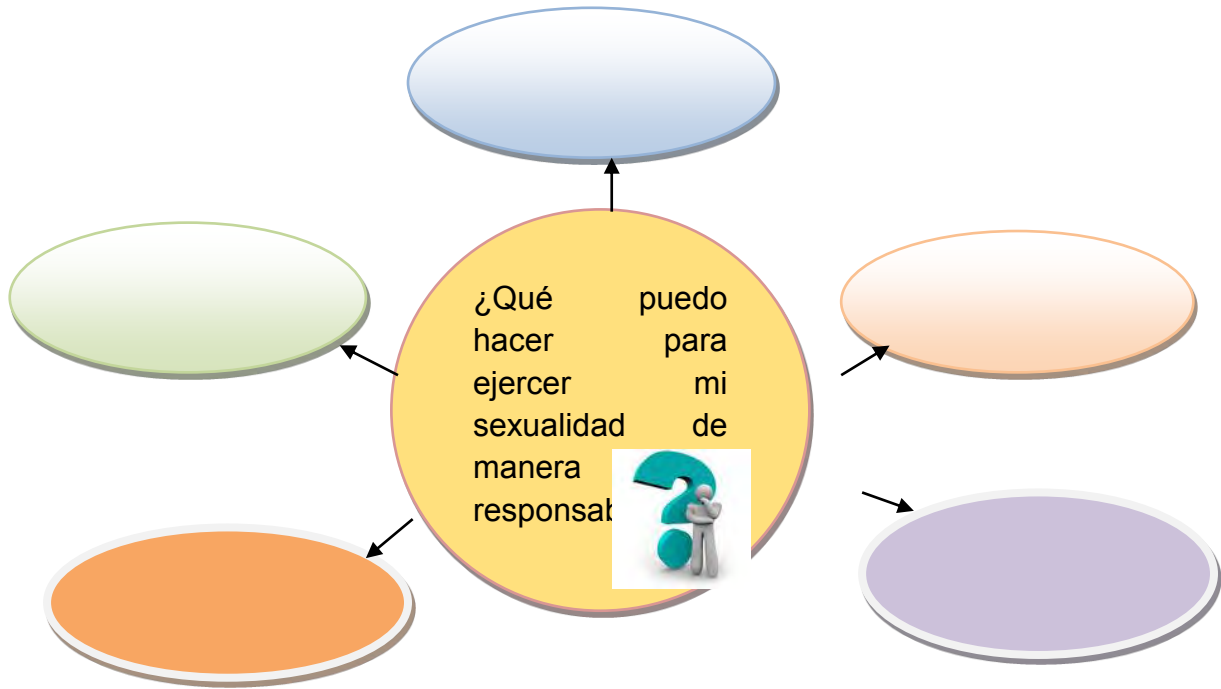 ¿Qué puedo
hacer para
ejercer mi
sexualidad de
manera
responsab